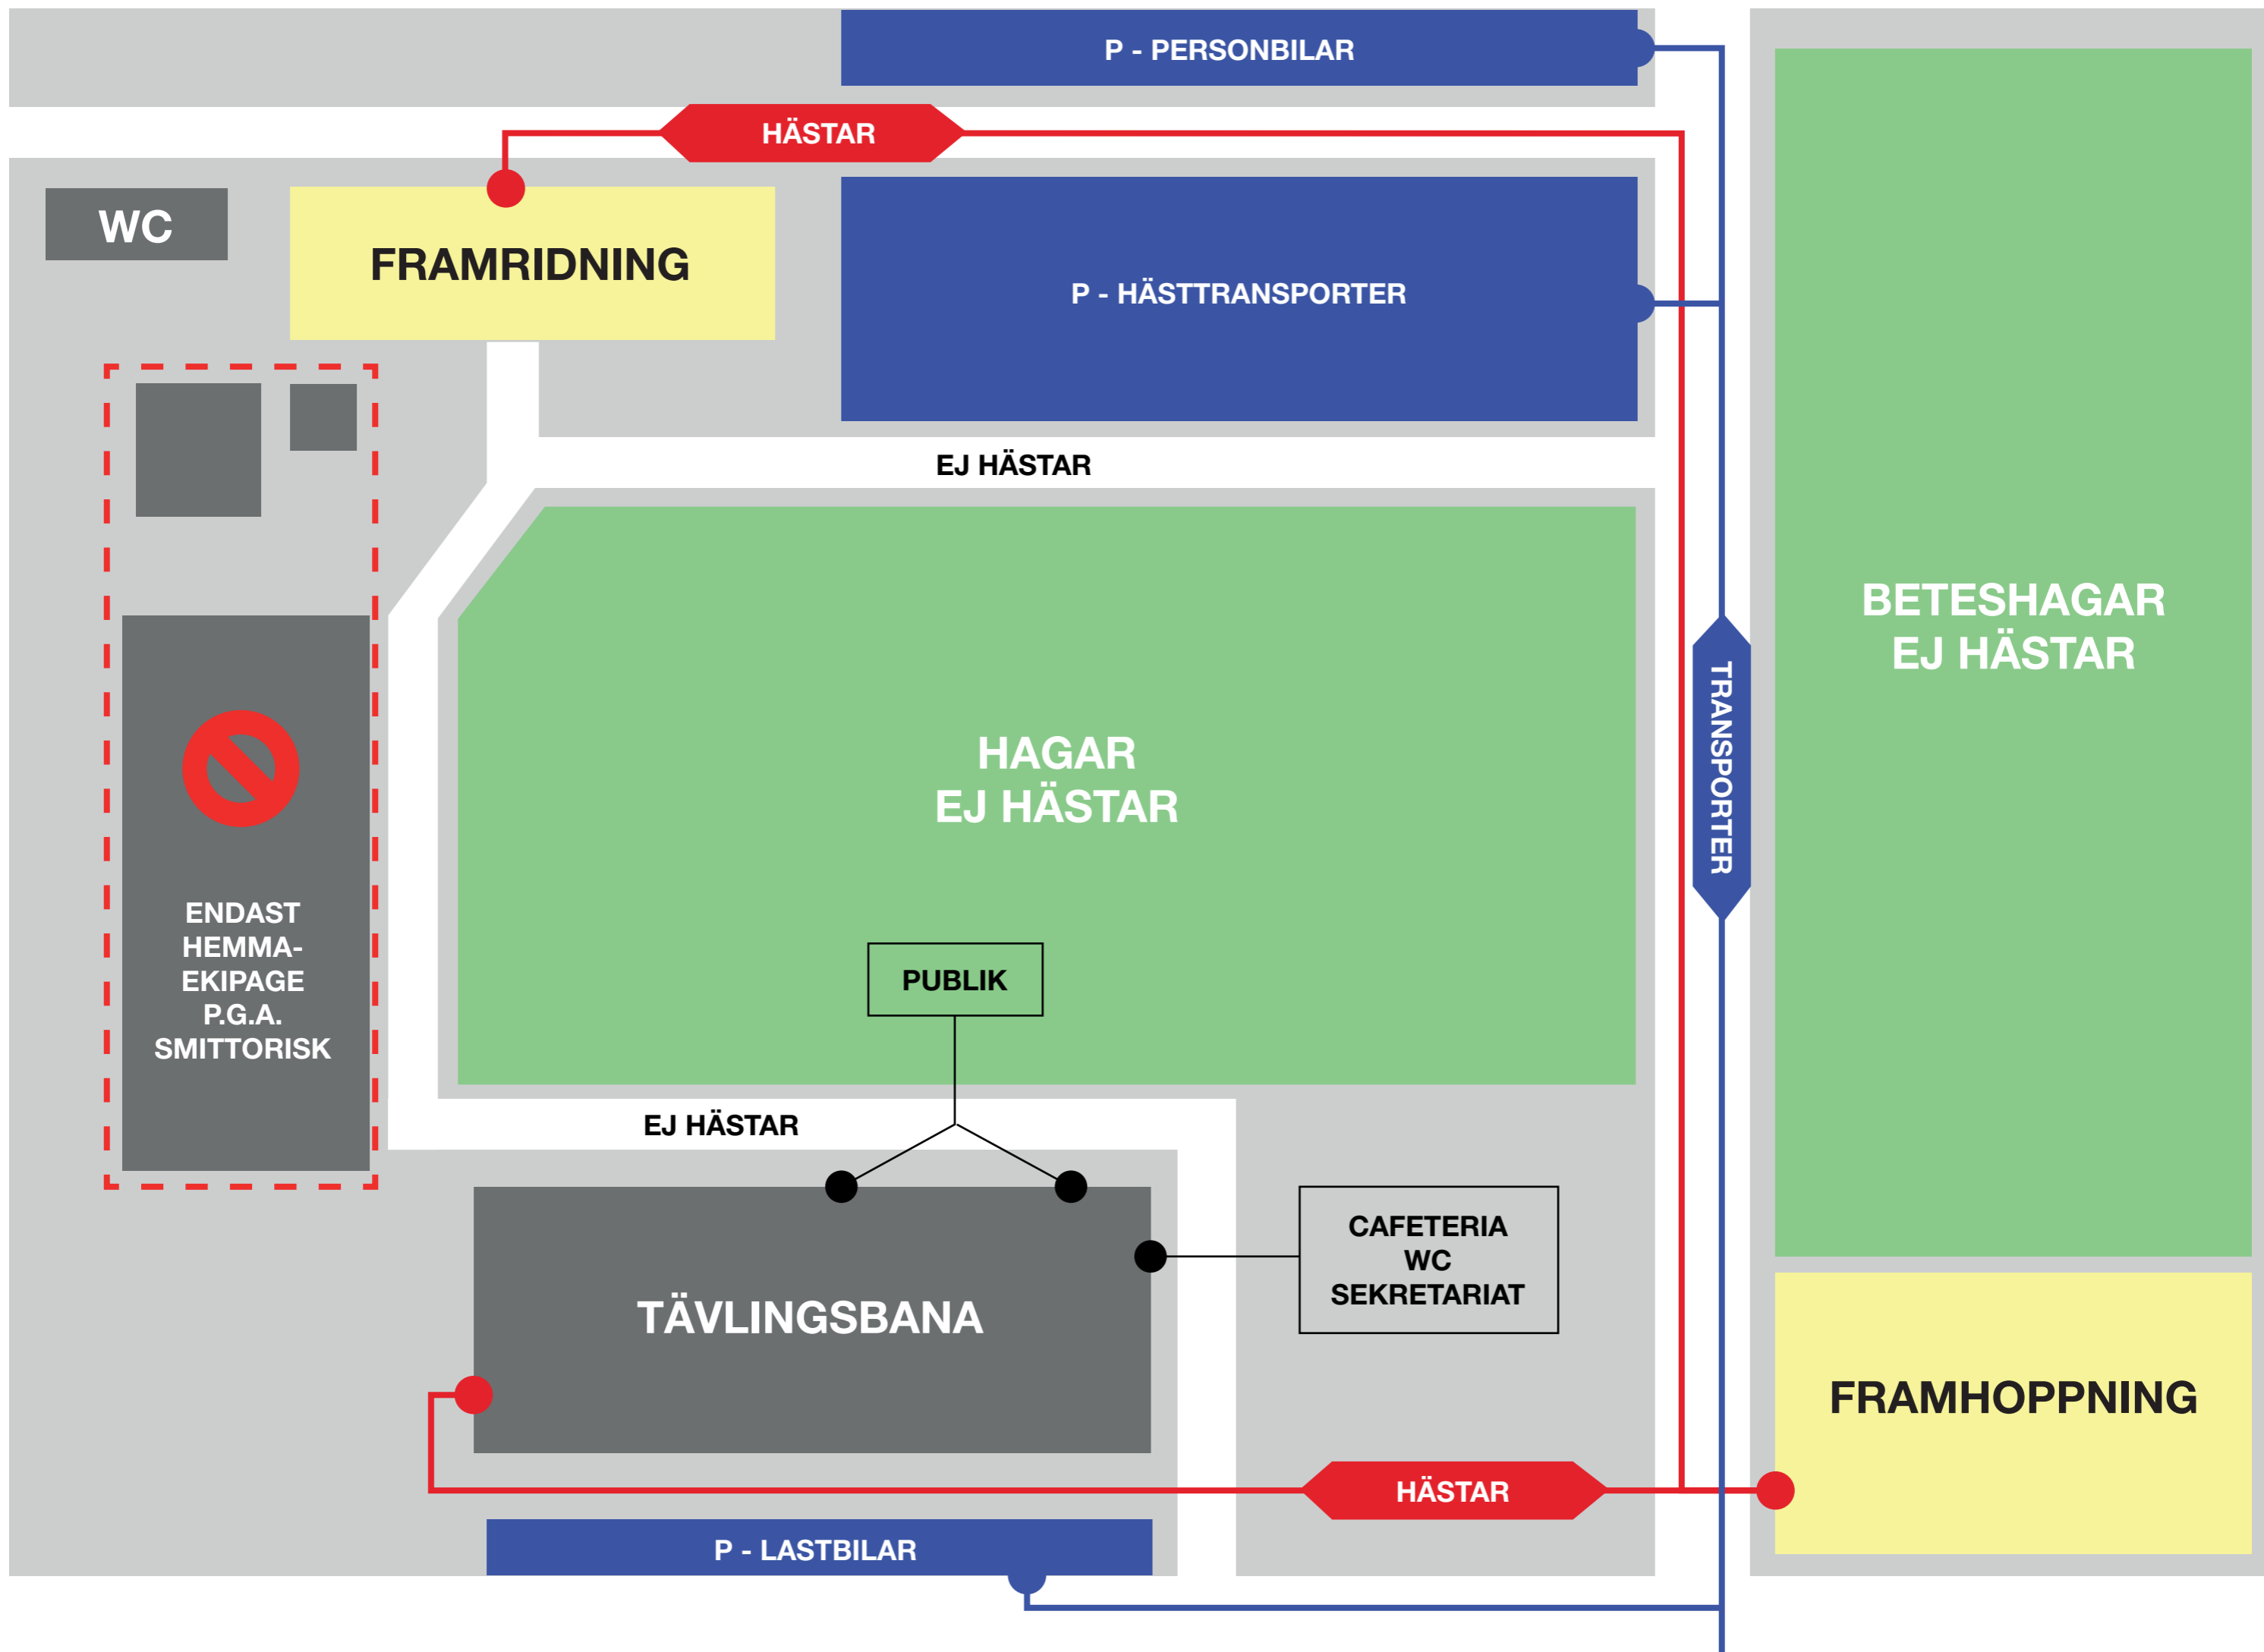 P - PERSONBILAR
HÄSTAR
WC
FRAMRIDNING
P - HÄSTTRANSPORTER
EJ HÄSTAR
BETESHAGAR
EJ HÄSTAR
TRANSPORTER
HAGAR
EJ HÄSTAR
ENDAST
HEMMA-
EKIPAGE
P.G.A.
SMITTORISK
PUBLIK
EJ HÄSTAR
CAFETERIA
WC
SEKRETARIAT
TÄVLINGSBANA
FRAMHOPPNING
HÄSTAR
P - LASTBILAR